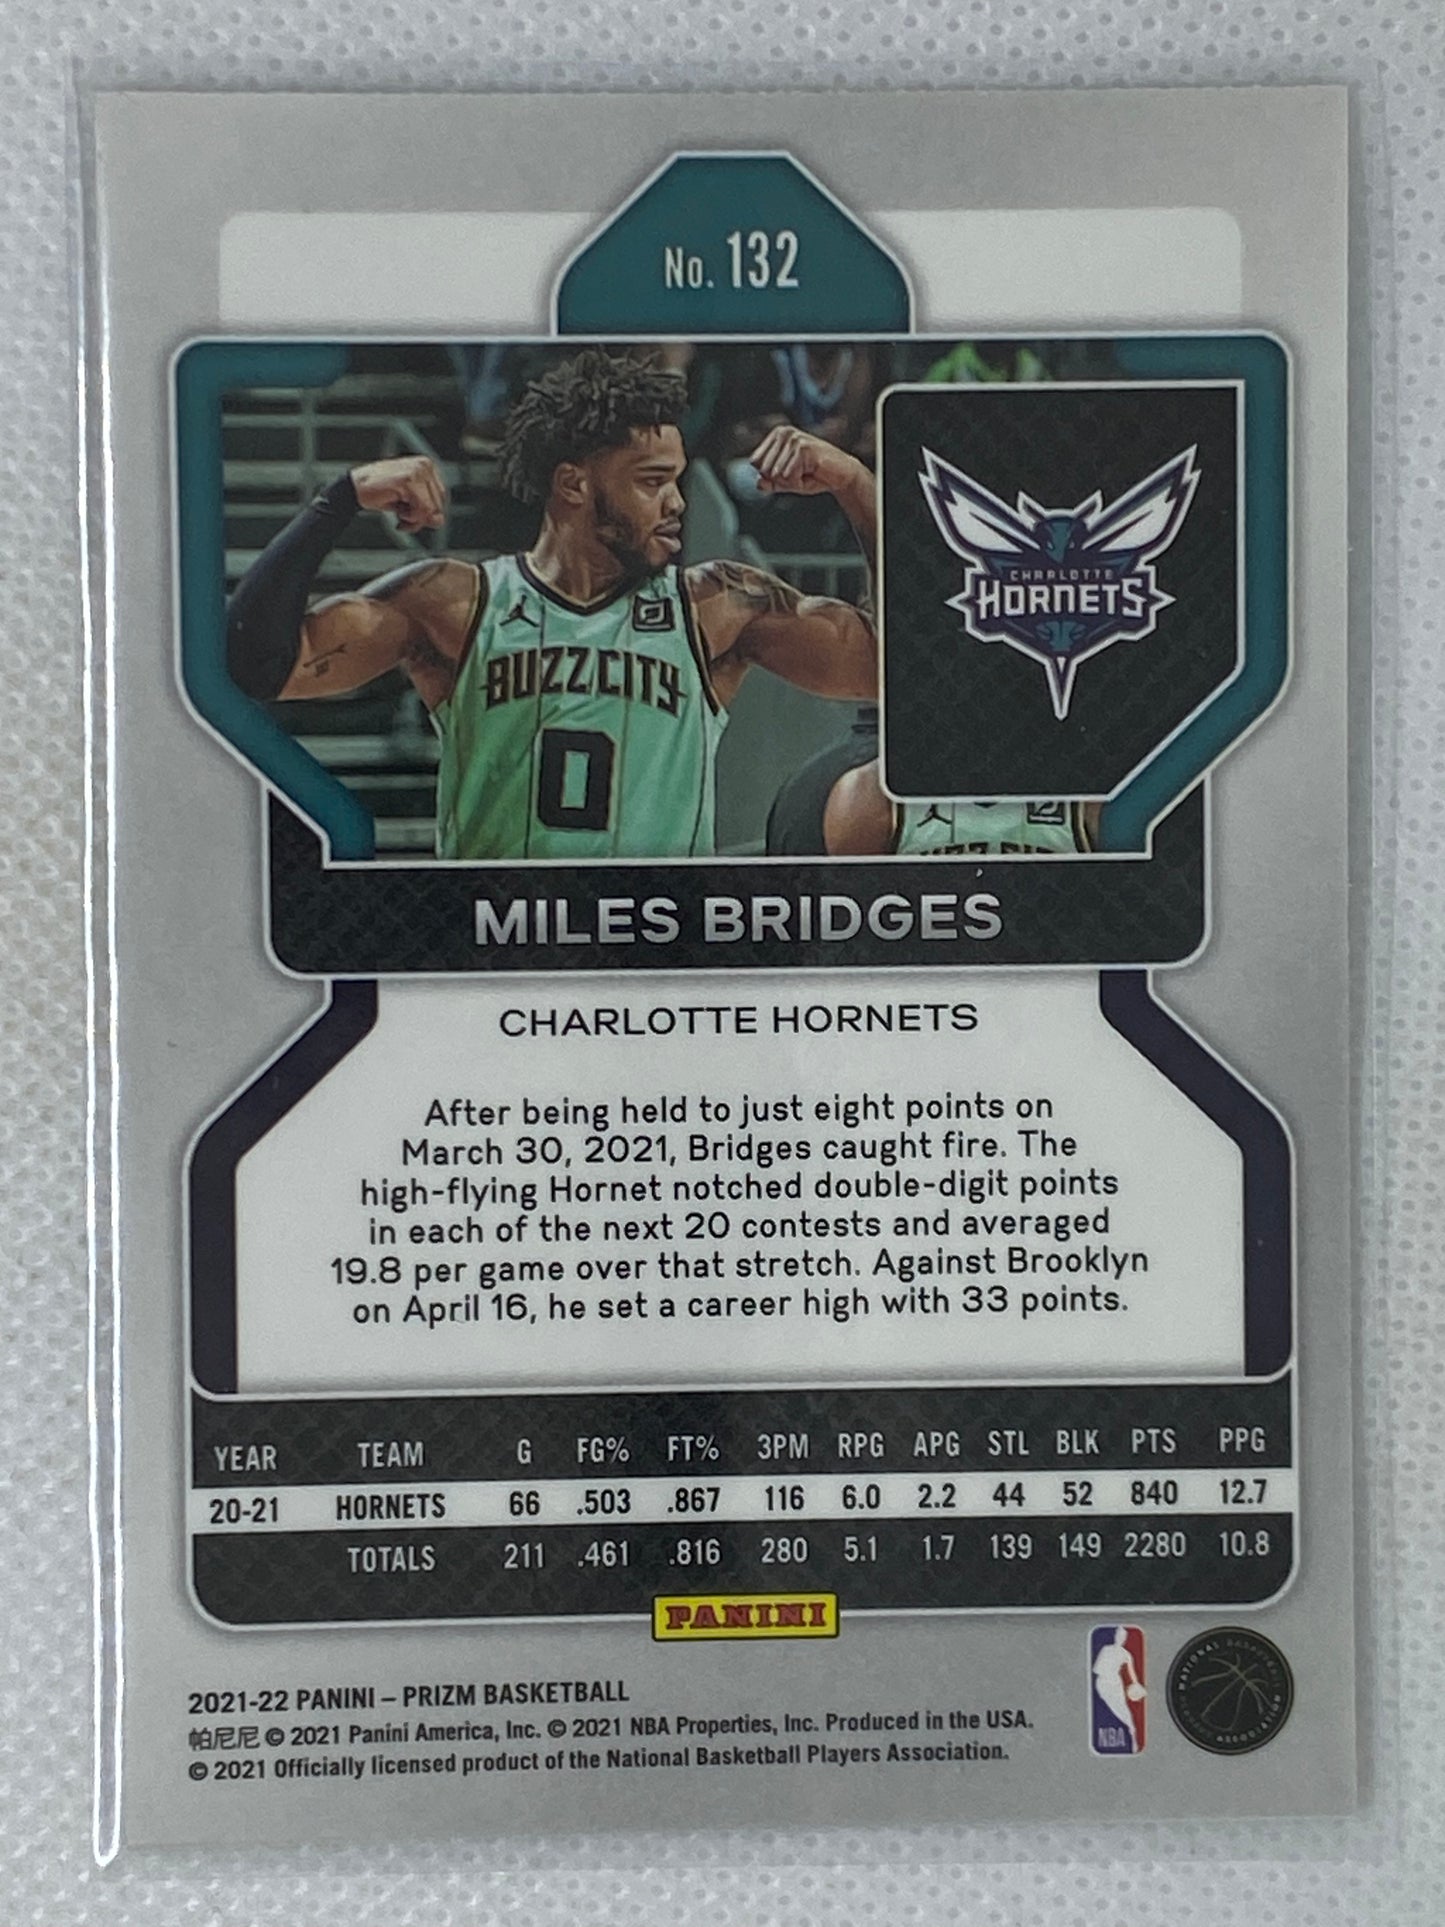 No. 132
CHARLOTTE
HORNETS
BUZZ CITY
0
MILES BRIDGES
CHARLOTTE HORNETS
After being held to just eight points on
March 30, 2021, Bridges caught fire. The
high-flying Hornet notched double-digit points
in each of the next 20 contests and averaged
19.8 per game over that stretch. Against Brooklyn
on April 16, he set a career high with 33 points.
YEAR TEAM G FG% FT% 3PM RPG APG STL BLK PTS PPG
20-21 HORNETS 66 .503 .867 116 6.0 2.2 44 52 840 12.7
TOTALS 211 .461 .816 280 5.1 1.7 139 149 2280 10.8
PANINI
2021-22 PANINI – PRIZM BASKETBALL
帕尼尼 © 2021 Panini America, Inc. © 2021 NBA Properties, Inc. Produced in the USA.
© 2021 Officially licensed product of the National Basketball Players Association.
NBA
NATIONAL BASKETBALL